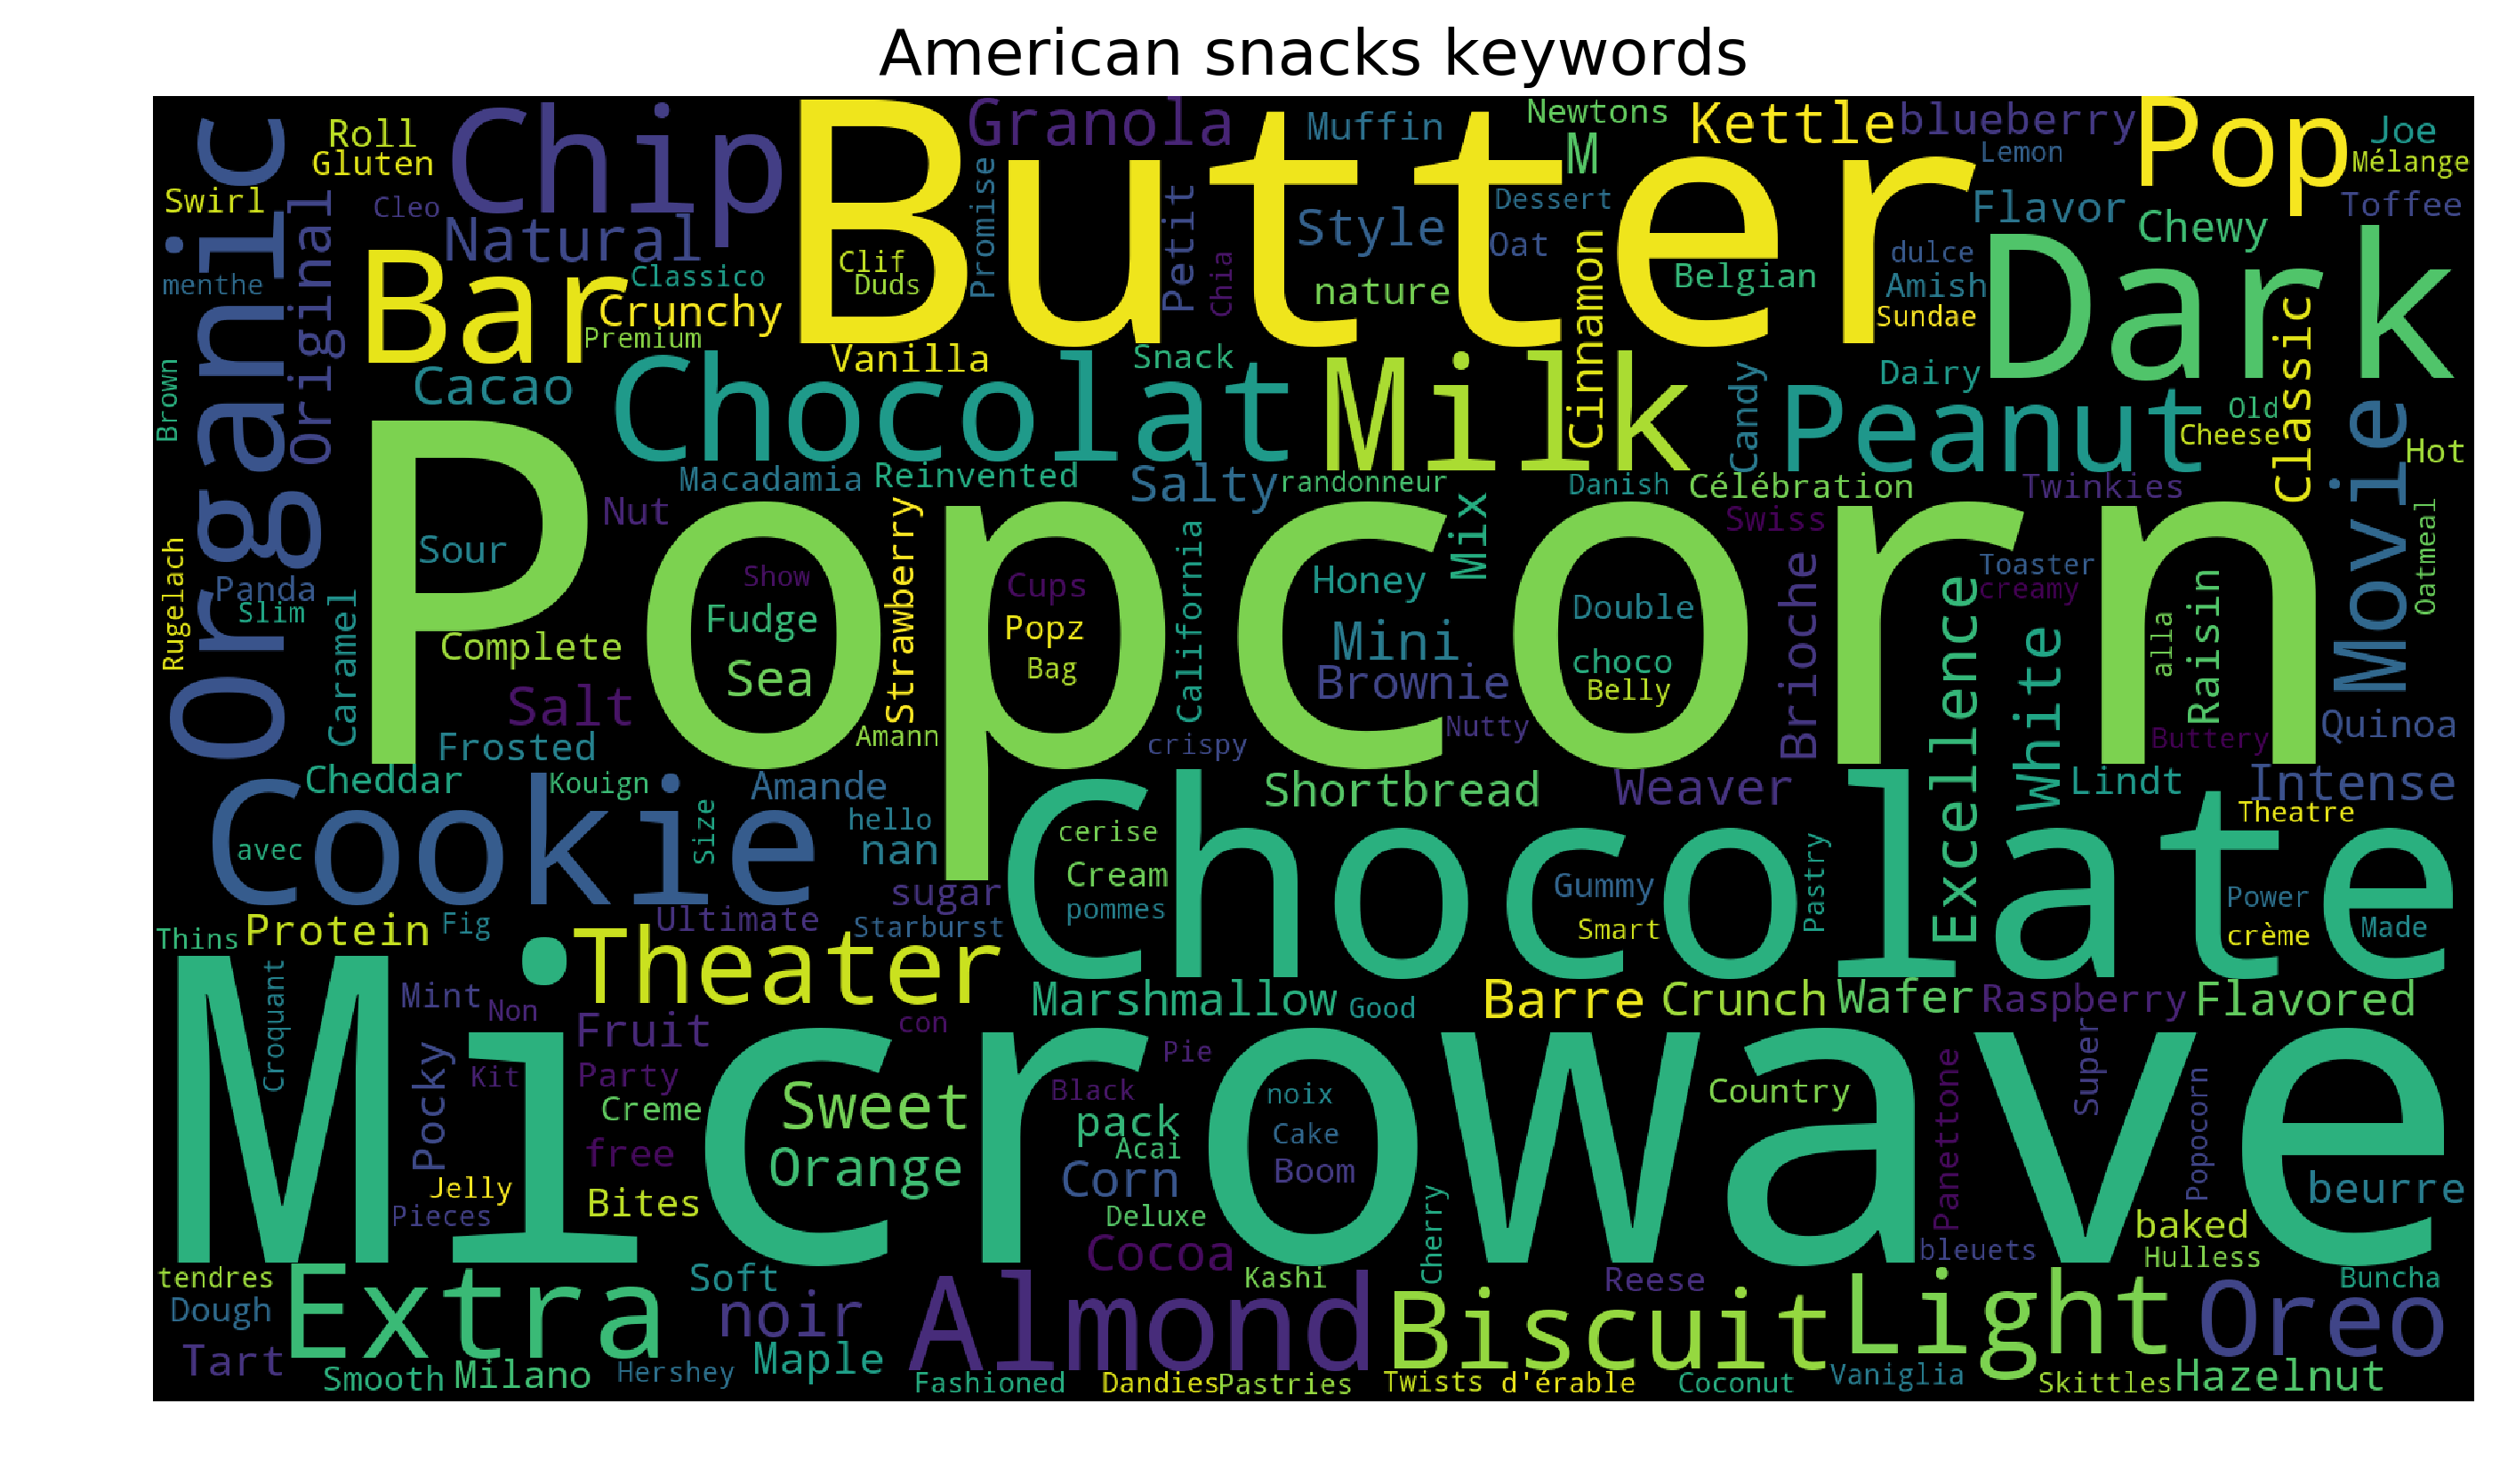 American snacks keywords
Organic
Roll
Gluten
Swirl
Cleo
menthe
original
Chip
Natural
Butter
Granola
Promise
Petit
Chia
Muffin
Style
nature
Newtons
M
Dessert
Oat
Cinnamon
Kettle
blueberry
Lemon
Belgian
Pop
Joe
Mélange
Toffee
Flavor
Chewy
dulce
Amish
Sundae
Dark
Bar
Classico
Crunchy
Premium
Clif
Duds
Vanilla
Snack
Brown
Cacao
Chocolat
Milk
Candy
Dairy
Peanut
Old
Cheese
Classic
Movie
Hot
Macadamia
Reinvented
Salty
randonneur
Danish
Célébration
Twinkies
Popcorn
Nut
Sour
Show
Fudge
Sea
Strawberry
Cups
Popz
Bag
California
Honey
Mix
Mini
Brownie
Nutty
Double
choco
Belly
Swiss
Brioche
Toaster
creamy
Excellence
White
alla
Raisin
Buttery
Oatmeal
Quinoa
Rugelach
Panda
Slim
Caramel
Complete
Salt
Frosted
Amann
crispy
Cheddar
Kouign
Amande
Shortbread
Weaver
Lindt
Intense
Theatre
Cookie
avec
Size
hello
nan
sugar
cerise
Cream
pommes
Chocolate
Gummy
Smart
Pastry
Power
crème
Made
Thins
Protein
Fig
Ultimate
Starburst
Theater
Croquant
Mint
Non
Fruit
con
Marshmallow
Good
Barre
Crunch
Wafer
Raspberry
Flavored
Microwave
Pocky
Kit
Party
Creme
free
Bites
Jelly
Pieces
Sweet
Orange
Pie
Black
pack
Acai
Corn
Deluxe
Cocoa
noix
Cake
Boom
Cherry
Country
Panettone
Super
Popocorn
beurre
baked
Hulless
bleuets
Buncha
tendres
Dough
Tart
Extra
Soft
noir
Almond
Kashi
Biscuit
Reese
Light
Oreo
Smooth
Milano
Hershey
Maple
Fashioned
Dandies
Pastries
Twists
d'érable
Coconut
Vaniglia
Skittles
Hazelnut